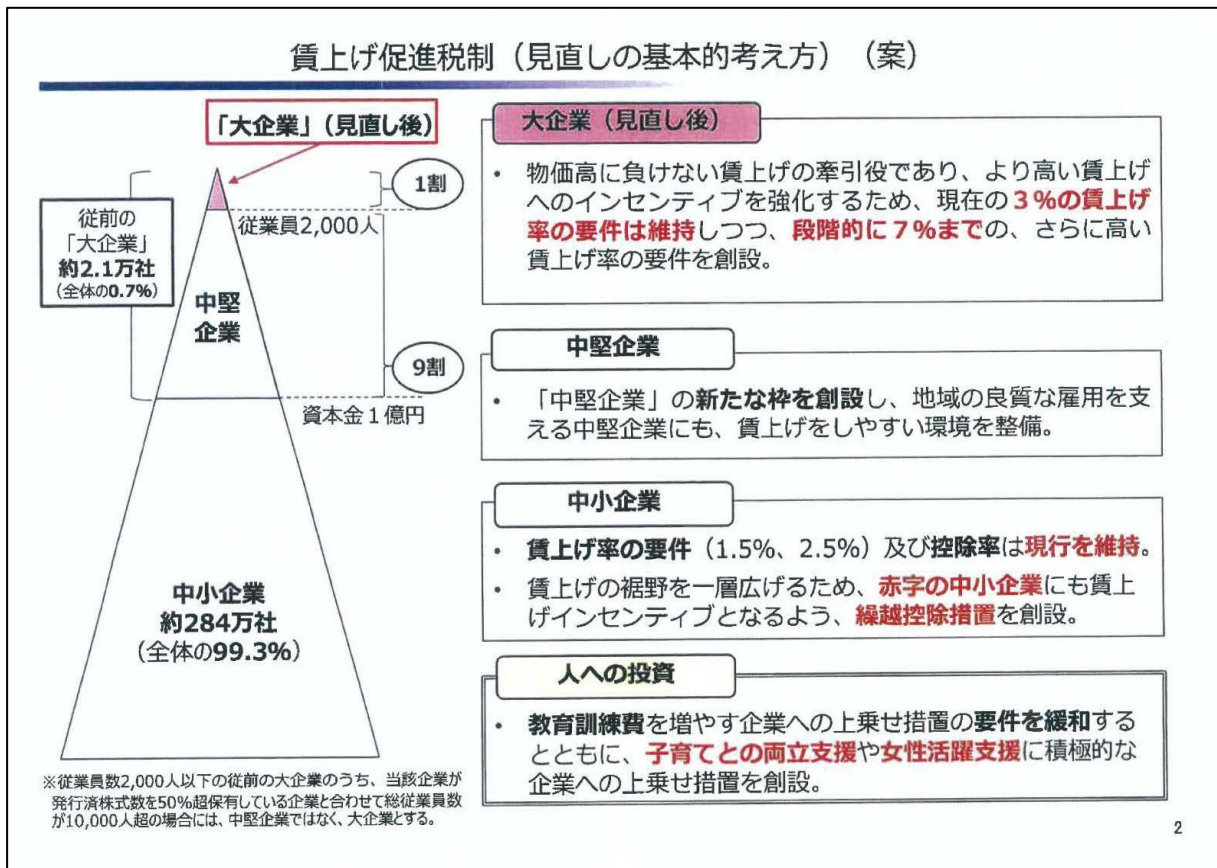 賃上げ促進税制（見直しの基本的考え方）（案）
「大企業」（見直し後）
1割
従業員2,000人
従前の
「大企業」
約2.1万社
（全体の0.7%）
中堅
企業
9割
資本金１億円
中小企業
約284万社
（全体の99.3%）
※従業員数2,000人以下の従前の大企業のうち、当該企業が
発行済株式数を50%超保有している企業と合わせて総従業員数
が10,000人超の場合には、中堅企業ではなく、大企業とする。
大企業（見直し後）
・ 物価高に負けない賃上げの牽引役であり、より高い賃上げ
へのインセンティブを強化するため、現在の３％の賃上げ
率の要件は維持しつつ、段階的に７％までの、さらに高い
賃上げ率の要件を創設。
中堅企業
・ 「中堅企業」の新たな枠を創設し、地域の良質な雇用を支
える中堅企業にも、賃上げをしやすい環境を整備。
中小企業
・ 賃上げ率の要件（1.5%、2.5%）及び控除率は現行を維持。
・ 賃上げの裾野を一層広げるため、赤字の中小企業にも賃上
げインセンティブとなるよう、繰越控除措置を創設。
人への投資
・ 教育訓練費を増やす企業への上乗せ措置の要件を緩和する
とともに、子育てとの両立支援や女性活躍支援に積極的な
企業への上乗せ措置を創設。
2